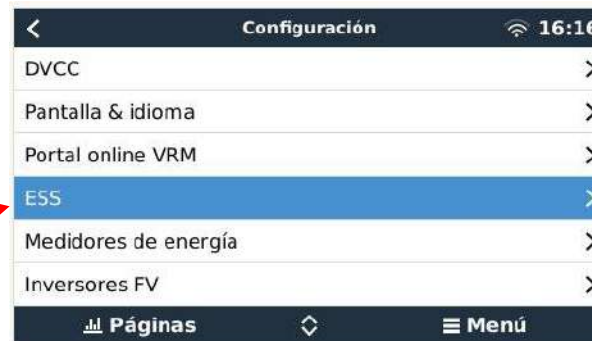 Configuración 16:16
DVCC
Pantalla & idioma
Portal online VRM
ESS
Medidores de energía
Inversores FV
Páginas Menú